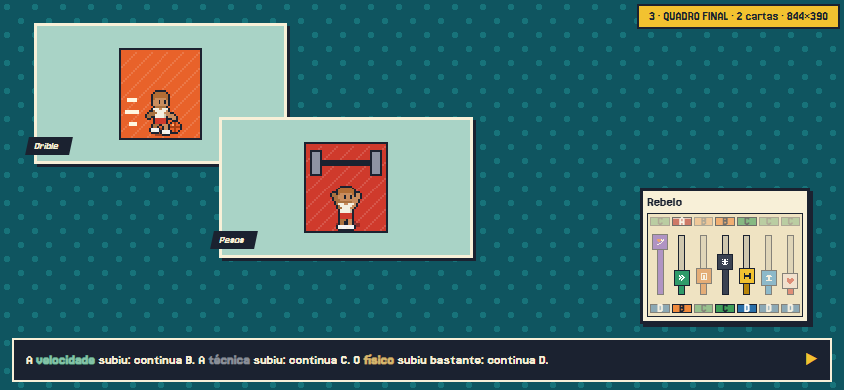 3 · QUADRO FINAL · 2 cartas · 844×390
Drible
Pesos
Rebelo
C A B B C C C
D B C C D D D
A velocidade subiu: continua B. A técnica subiu: continua C. O físico subiu bastante: continua D.